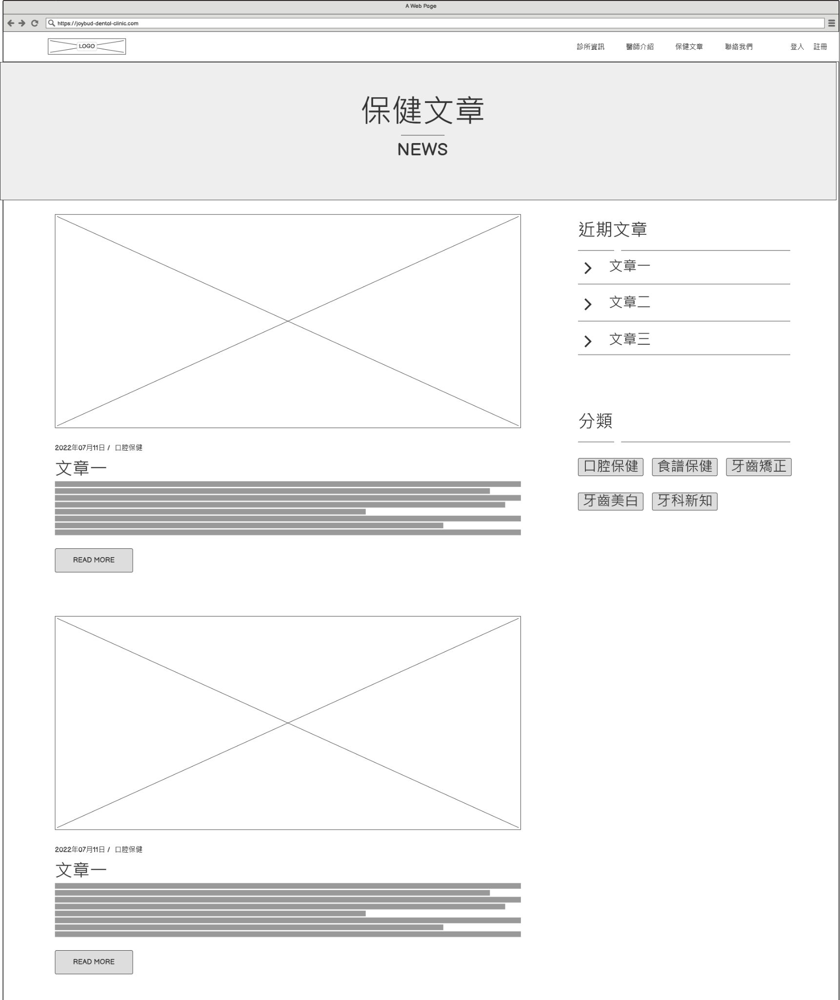 A Web Page
https://joybud-dental-clinic.com
LOGO
診所資訊 醫師介紹 保健文章 聯絡我們 登入 註冊
保健文章
NEWS
2022年07月11日 / 口腔保健
文章一
READ MORE
2022年07月11日 / 口腔保健
文章一
READ MORE
近期文章
文章一
文章二
文章三
分類
口腔保健 食譜保健 牙齒矯正
牙齒美白 牙科新知